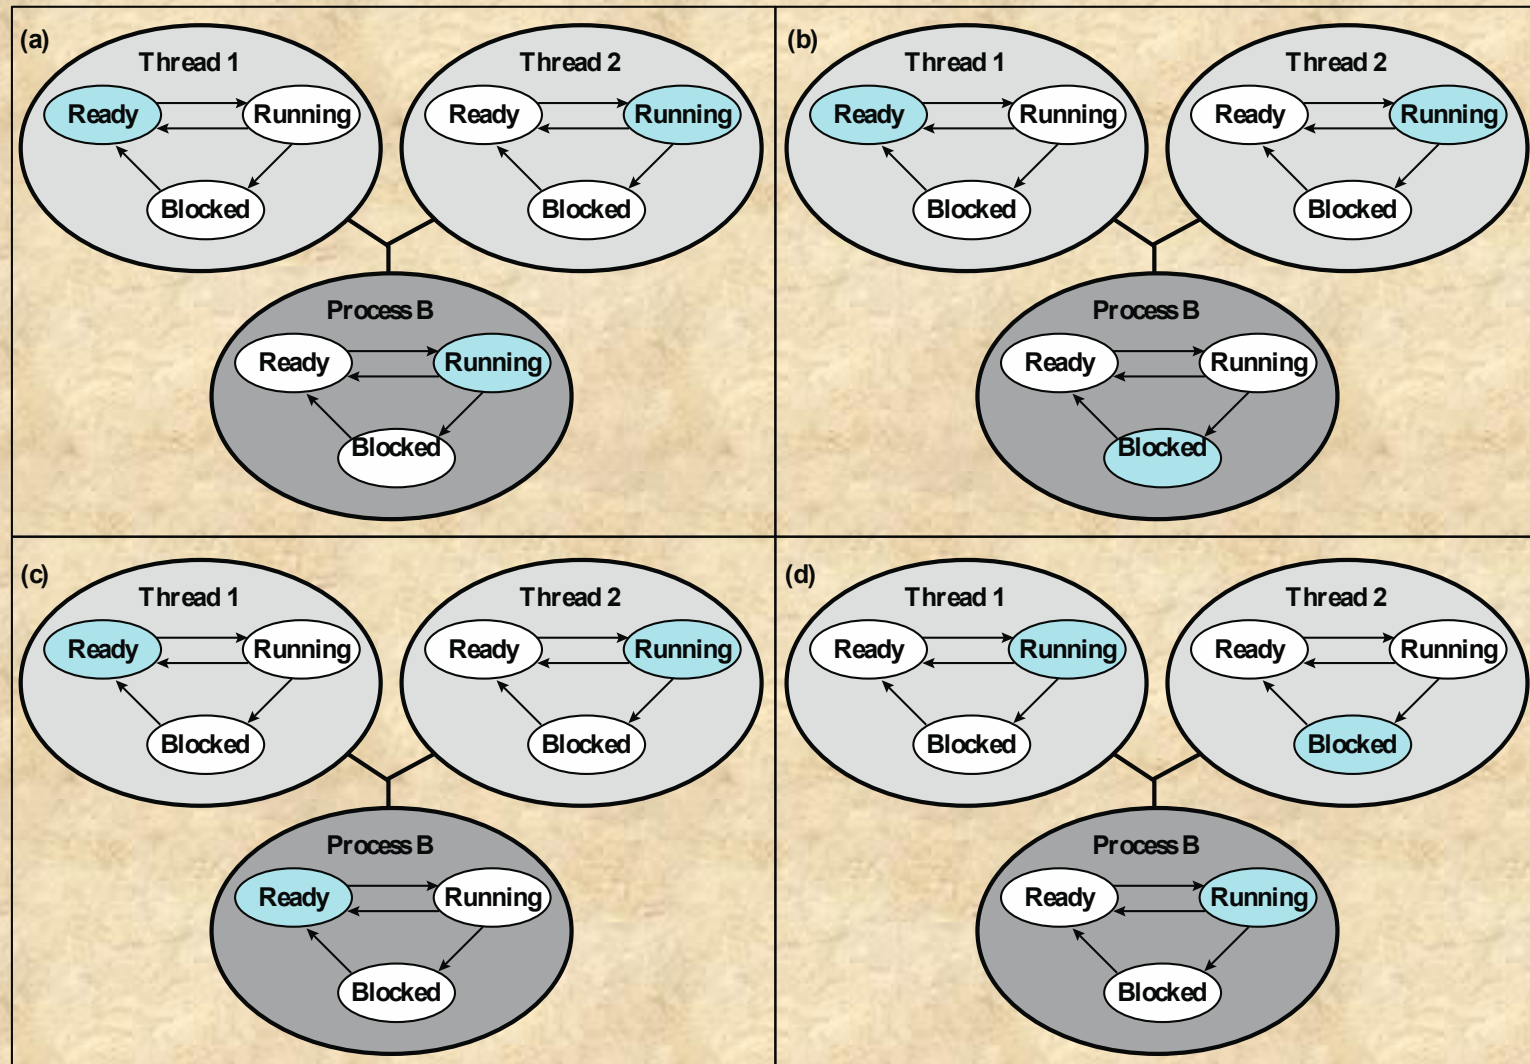 (a)
Thread 1
Ready Running
Blocked
Thread 2
Ready Running
Blocked
Process B
Ready Running
Blocked
(b)
Thread 1
Ready Running
Blocked
Thread 2
Ready Running
Blocked
Process B
Ready Running
Blocked
(c)
Thread 1
Ready Running
Blocked
Thread 2
Ready Running
Blocked
Process B
Ready Running
Blocked
(d)
Thread 1
Ready Running
Blocked
Thread 2
Ready Running
Blocked
Process B
Ready Running
Blocked